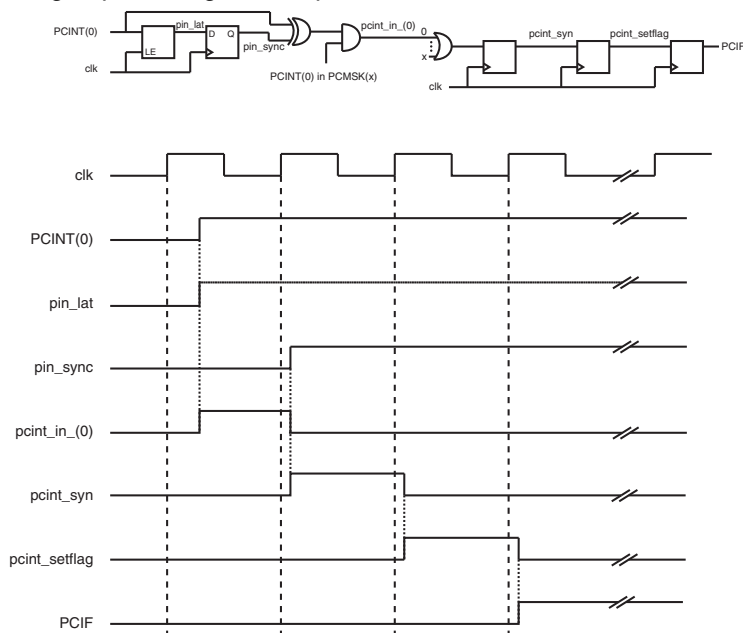 PCINT(0)
pin_lat
D Q
LE
pin_sync
clk
pcint_in_(0)
PCINT(0) in PCMSK(x)
0
x
pcint_syn
pcint_setflag
PCIF
clk
clk
PCINT(0)
pin_lat
pin_sync
pcint_in_(0)
pcint_syn
pcint_setflag
PCIF